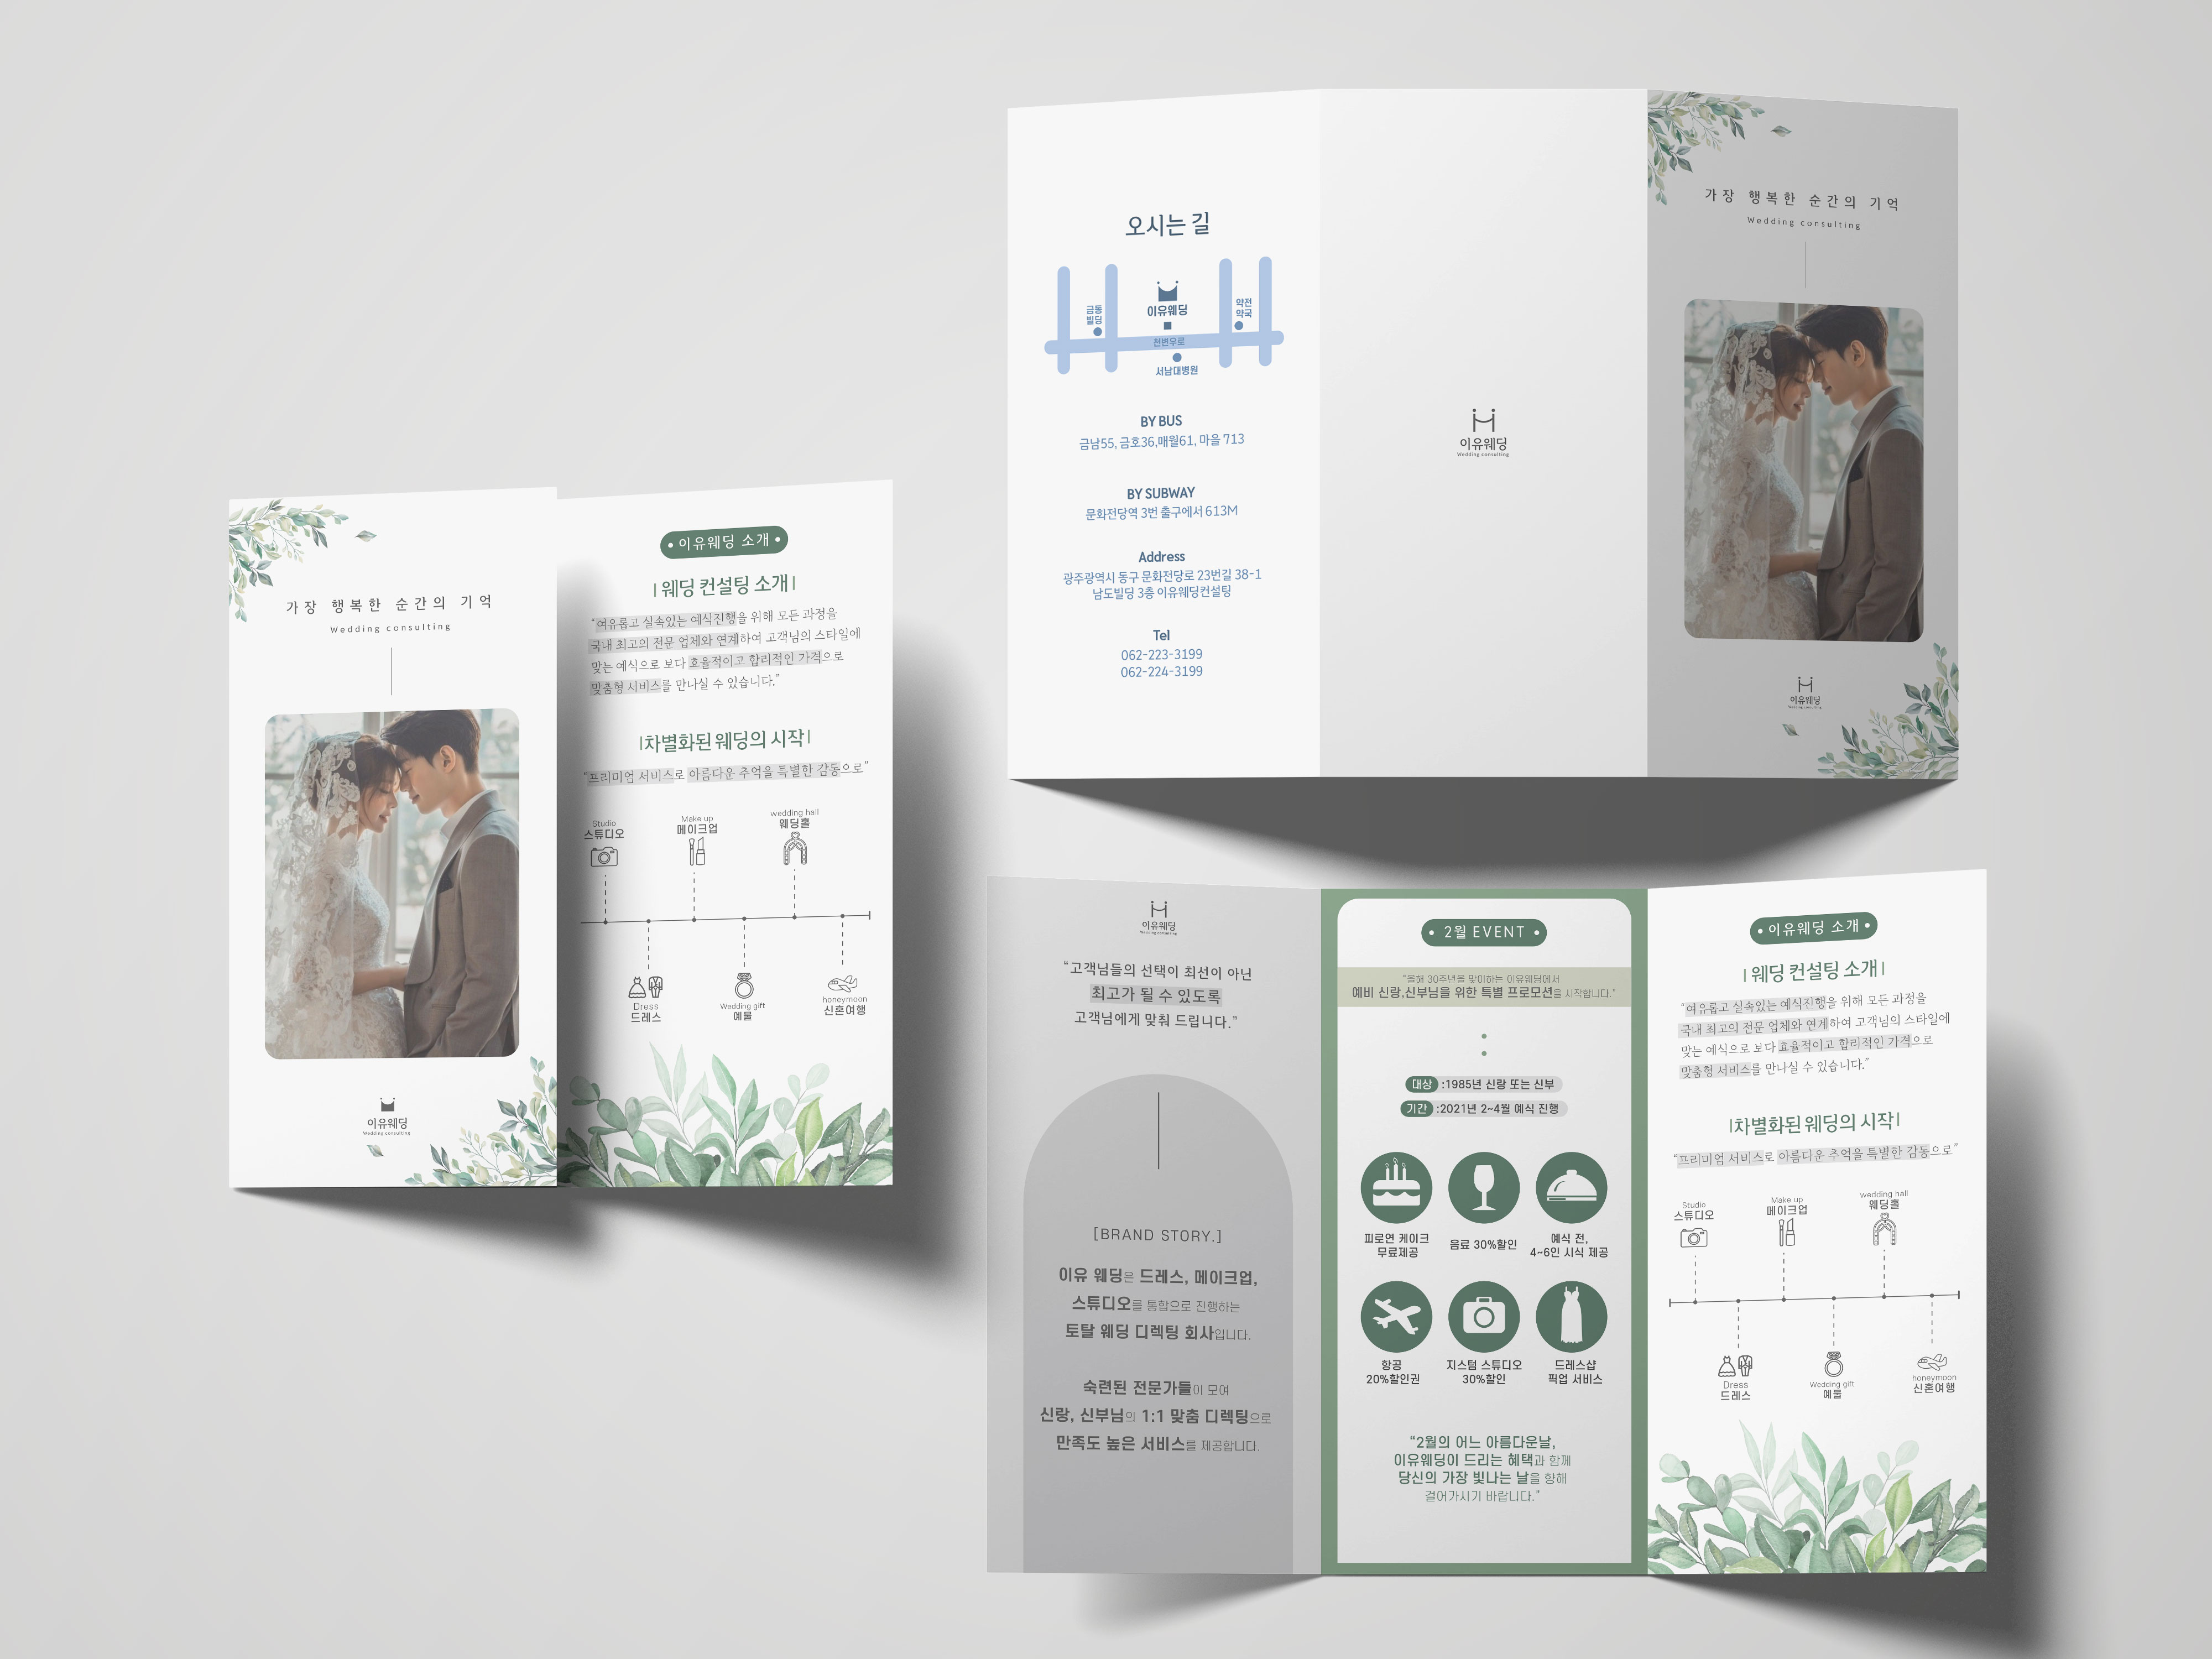 가장 행복한 순간의 기억
Wedding consulting
이유웨딩
Wedding consulting
• 이유웨딩 소개 •
|웨딩 컨설팅 소개|
“여유롭고 실속있는 예식진행을 위해 모든 과정을
국내 최고의 전문 업체와 연계하여 고객님의 스타일에
맞는 예식으로 보다 효율적이고 합리적인 가격으로
맞춤형 서비스를 만나실 수 있습니다.”
|차별화된 웨딩의 시작|
“프리미엄 서비스로 아름다운 추억을 특별한 감동으로”
Studio
스튜디오
Make up
메이크업
wedding hall
웨딩홀
Dress
드레스
Wedding gift
예물
honeymoon
신혼여행
오시는 길
금동
빌딩
이유웨딩
약전
약국
천변우로
서남대병원
BY BUS
금남55, 금호36,매월61, 마을 713
BY SUBWAY
문화전당역 3번 출구에서 613M
Address
광주광역시 동구 문화전당로 23번길 38-1
남도빌딩 3층 이유웨딩컨설팅
Tel
062-223-3199
062-224-3199
이유웨딩
Wedding consulting
가장 행복한 순간의 기억
Wedding consulting
이유웨딩
Wedding consulting
이유웨딩
Wedding consulting
“고객님들의 선택이 최선이 아닌
최고가 될 수 있도록
고객님에게 맞춰 드립니다.”
[BRAND STORY.]
이유 웨딩은 드레스, 메이크업,
스튜디오를 통합으로 진행하는
토탈 웨딩 디렉팅 회사입니다.
숙련된 전문가들이 모여
신랑, 신부님의 1:1 맞춤 디렉팅으로
만족도 높은 서비스를 제공합니다.
• 2월 EVENT •
“올해 30주년을 맞이하는 이유웨딩에서
예비 신랑,신부님을 위한 특별 프로모션을 시작합니다.”
대상 :1985년 신랑 또는 신부
기간 :2021년 2~4월 예식 진행
피로연 케이크
무료제공
음료 30%할인
예식 전,
4~6인 시식 제공
항공
20%할인권
지스텀 스튜디오
30%할인
드레스샵
픽업 서비스
“2월의 어느 아름다운날,
이유웨딩이 드리는 혜택과 함께
당신의 가장 빛나는 날을 향해
걸어가시기 바랍니다.”
• 이유웨딩 소개 •
|웨딩 컨설팅 소개|
“여유롭고 실속있는 예식진행을 위해 모든 과정을
국내 최고의 전문 업체와 연계하여 고객님의 스타일에
맞는 예식으로 보다 효율적이고 합리적인 가격으로
맞춤형 서비스를 만나실 수 있습니다.”
|차별화된 웨딩의 시작|
“프리미엄 서비스로 아름다운 추억을 특별한 감동으로”
Studio
스튜디오
Make up
메이크업
wedding hall
웨딩홀
Dress
드레스
Wedding gift
예물
honeymoon
신혼여행